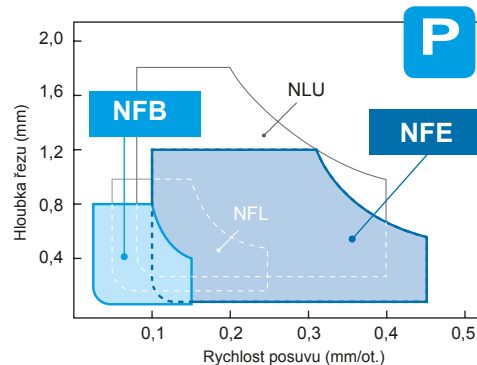 P
2,0
1,6
1,2
0,8
0,4
Hloubka řezu (mm)
NLU
NFB
NFE
NFL
0,1 0,2 0,3 0,4 0,5
Rychlost posuvu (mm/ot.)